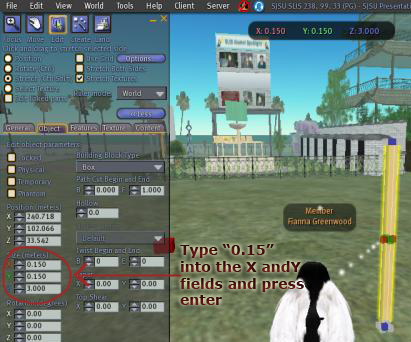 File Edit View World Tools Help Client Server SJSU SLIS 238, 99, 33 (PG) - SJSU Presentati
X: 0.150 Y: 0.150 Z: 3.000
Focus Move Edit Create Land
Click and drag to stretch selected side
Position Use Grid Options...
Rotate (Ctrl) Stretch Both Sides
Stretch (Ctrl-Shift) Stretch Textures
Select Texture
Edit linked parts Ruler mode: World
<< Less
General Object Features Texture Content
Edit object parameters
Locked
Physical
Temporary
Phantom
Position (meters)
X 240.718
Y 102.066
Z 33.542
Size (meters)
X 0.150
Y 0.150
Z 3.000
Rotation (degrees)
X 0.00
Y 0.00
Z 0.00
Building Block Type
Box
Path Cut Begin and End
B 0.000 E 1.000
Hollow
0.0
Default
Twist Begin and End
B 0 E 0
X 0.00 Y 0.00
Top Shear
X 0.00 Y 0.00
Member
Fianna Greenwood
Type “0.15”
into the X andY
fields and press
enter